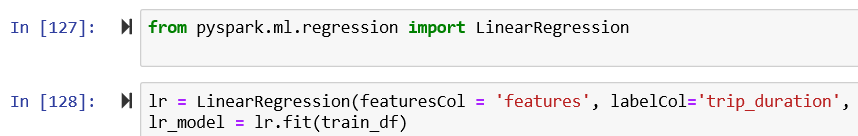 In [127]: from pyspark.ml.regression import LinearRegression
In [128]: lr = LinearRegression(featuresCol = 'features', labelCol='trip_duration',
lr_model = lr.fit(train_df)